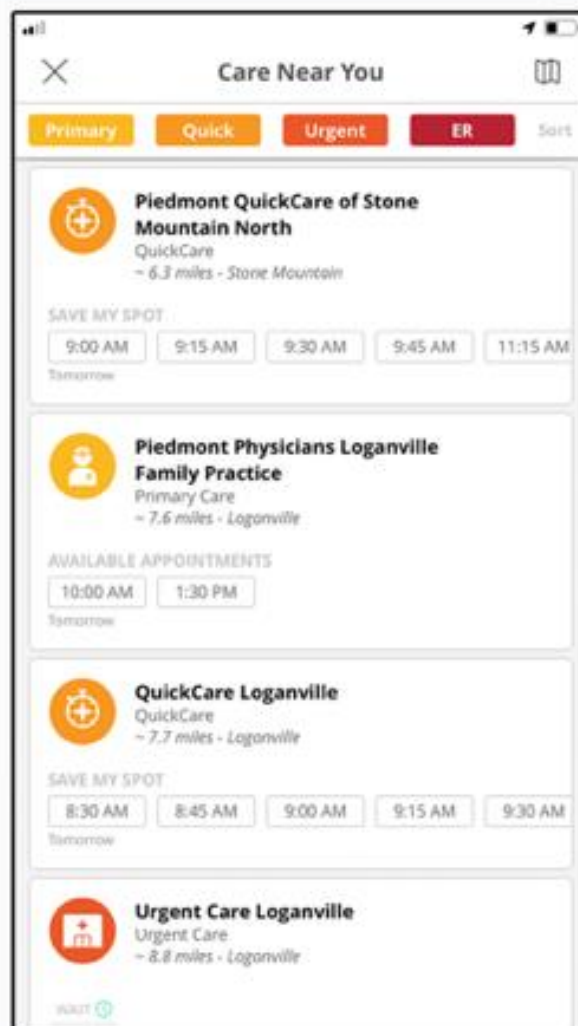 Care Near You
Primary Quick Urgent ER Sort
Piedmont QuickCare of Stone
Mountain North
QuickCare
~ 6.3 miles - Stone Mountain
SAVE MY SPOT
9:00 AM 9:15 AM 9:30 AM 9:45 AM 11:15 AM
Tomorrow
Piedmont Physicians Loganville
Family Practice
Primary Care
~ 7.6 miles - Loganville
AVAILABLE APPOINTMENTS
10:00 AM 1:30 PM
Tomorrow
QuickCare Loganville
QuickCare
~ 7.7 miles - Loganville
SAVE MY SPOT
8:30 AM 8:45 AM 9:00 AM 9:15 AM 9:30 AM
Tomorrow
Urgent Care Loganville
Urgent Care
~ 8.8 miles - Loganville
WAIT